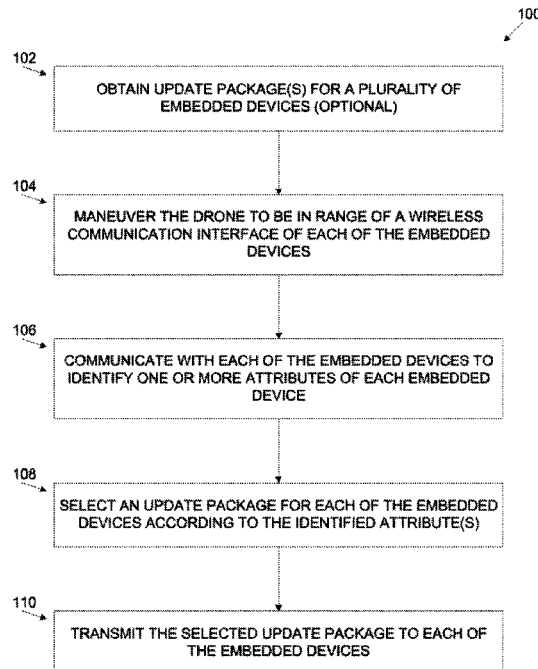 100
102
OBTAIN UPDATE PACKAGE(S) FOR A PLURALITY OF
EMBEDDED DEVICES (OPTIONAL)
104
MANEUVER THE DRONE TO BE IN RANGE OF A WIRELESS
COMMUNICATION INTERFACE OF EACH OF THE EMBEDDED
DEVICES
106
COMMUNICATE WITH EACH OF THE EMBEDDED DEVICES TO
IDENTIFY ONE OR MORE ATTRIBUTES OF EACH EMBEDDED
DEVICE
108
SELECT AN UPDATE PACKAGE FOR EACH OF THE EMBEDDED
DEVICES ACCORDING TO THE IDENTIFIED ATTRIBUTE(S)
110
TRANSMIT THE SELECTED UPDATE PACKAGE TO EACH OF
THE EMBEDDED DEVICES